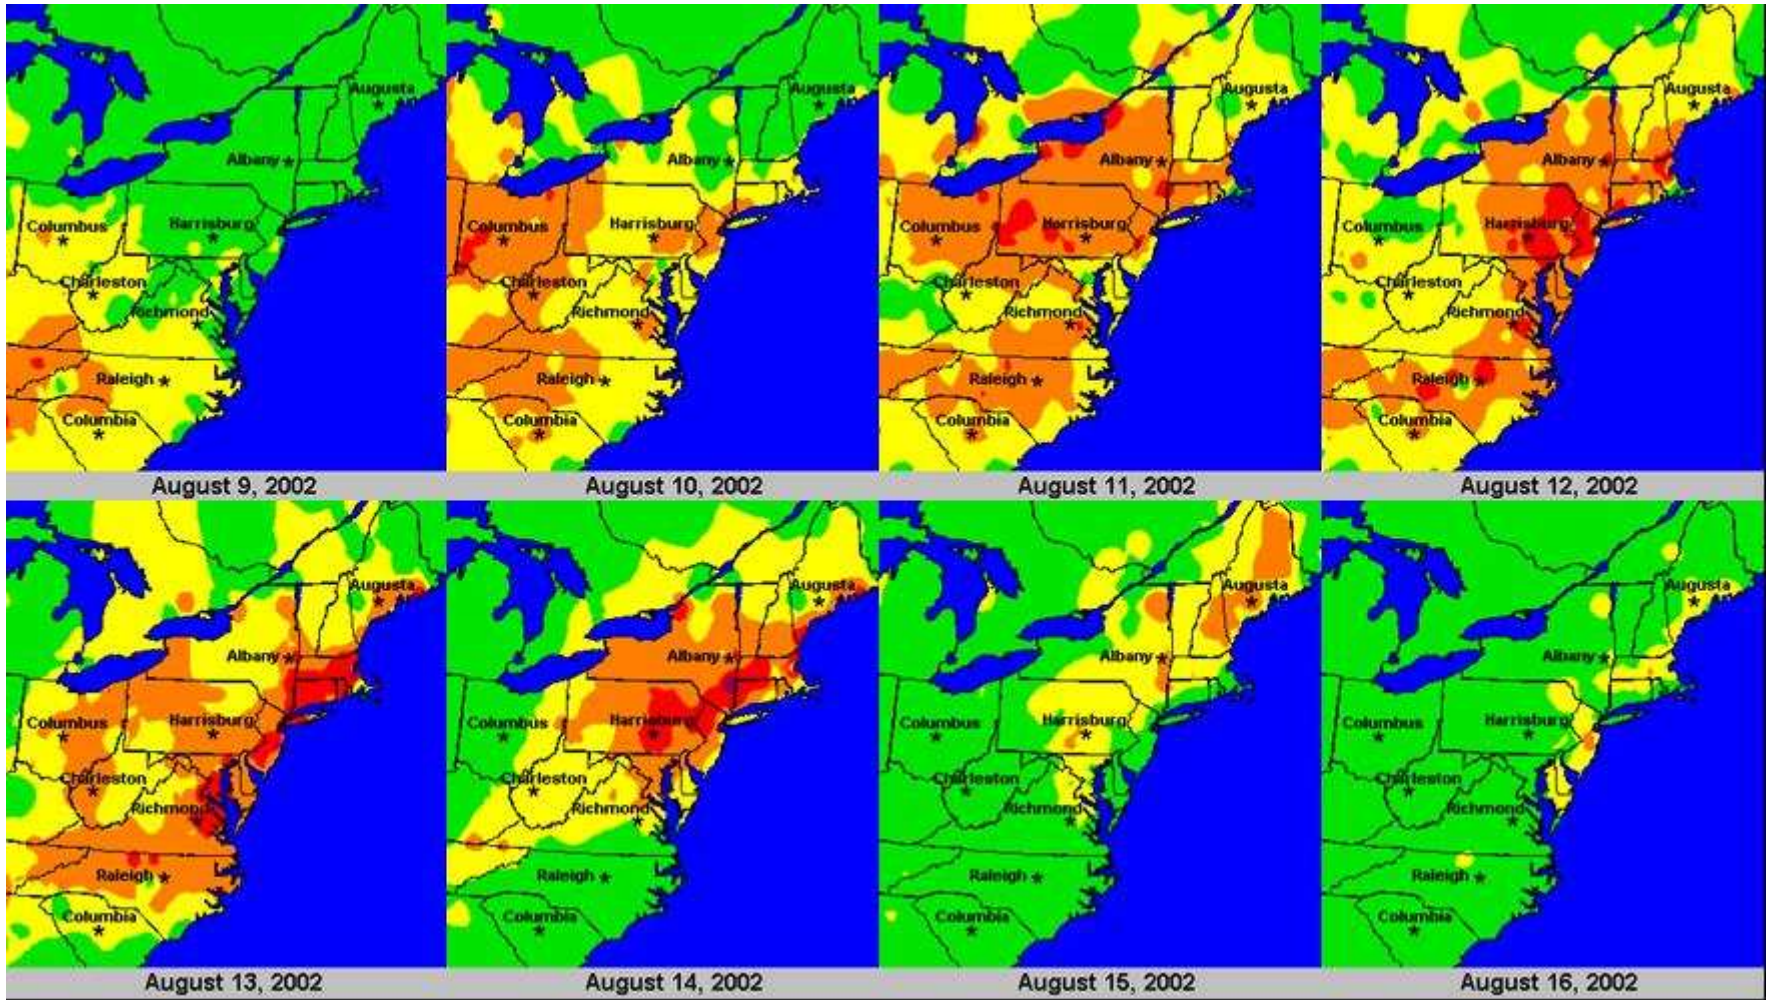 Augusta
Albany
Columbus
Harrisburg
Charleston
Richmond
Raleigh
Columbia
August 9, 2002
Augusta
Albany
Columbus
Harrisburg
Charleston
Richmond
Raleigh
Columbia
August 10, 2002
Augusta
Albany
Columbus
Harrisburg
Charleston
Richmond
Raleigh
Columbia
August 11, 2002
Augusta
Albany
Columbus
Harrisburg
Charleston
Richmond
Raleigh
Columbia
August 12, 2002
Augusta
Albany
Columbus
Harrisburg
Charleston
Richmond
Raleigh
Columbia
August 13, 2002
Augusta
Albany
Columbus
Harrisburg
Charleston
Richmond
Raleigh
Columbia
August 14, 2002
Augusta
Albany
Columbus
Harrisburg
Charleston
Richmond
Raleigh
Columbia
August 15, 2002
Augusta
Albany
Columbus
Harrisburg
Charleston
Richmond
Raleigh
Columbia
August 16, 2002